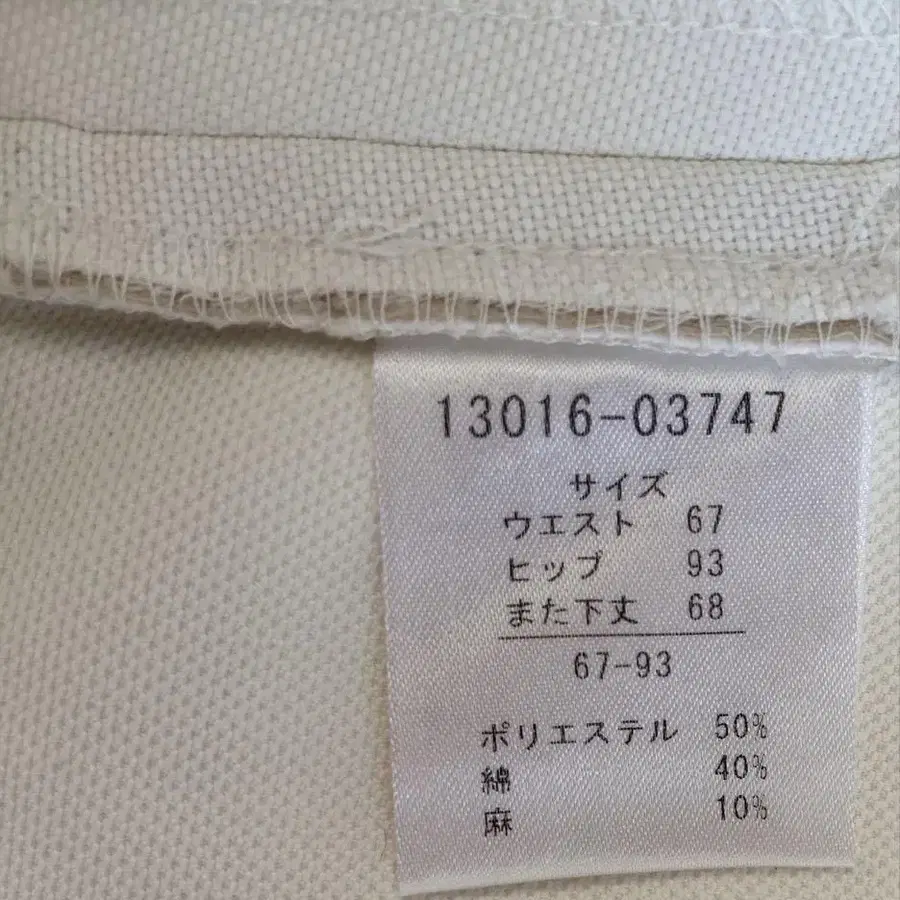 13016-03747
サイズ
ウエスト 67
ヒップ 93
また下丈 68
67-93
ポリエステル 50%
綿 40%
麻 10%